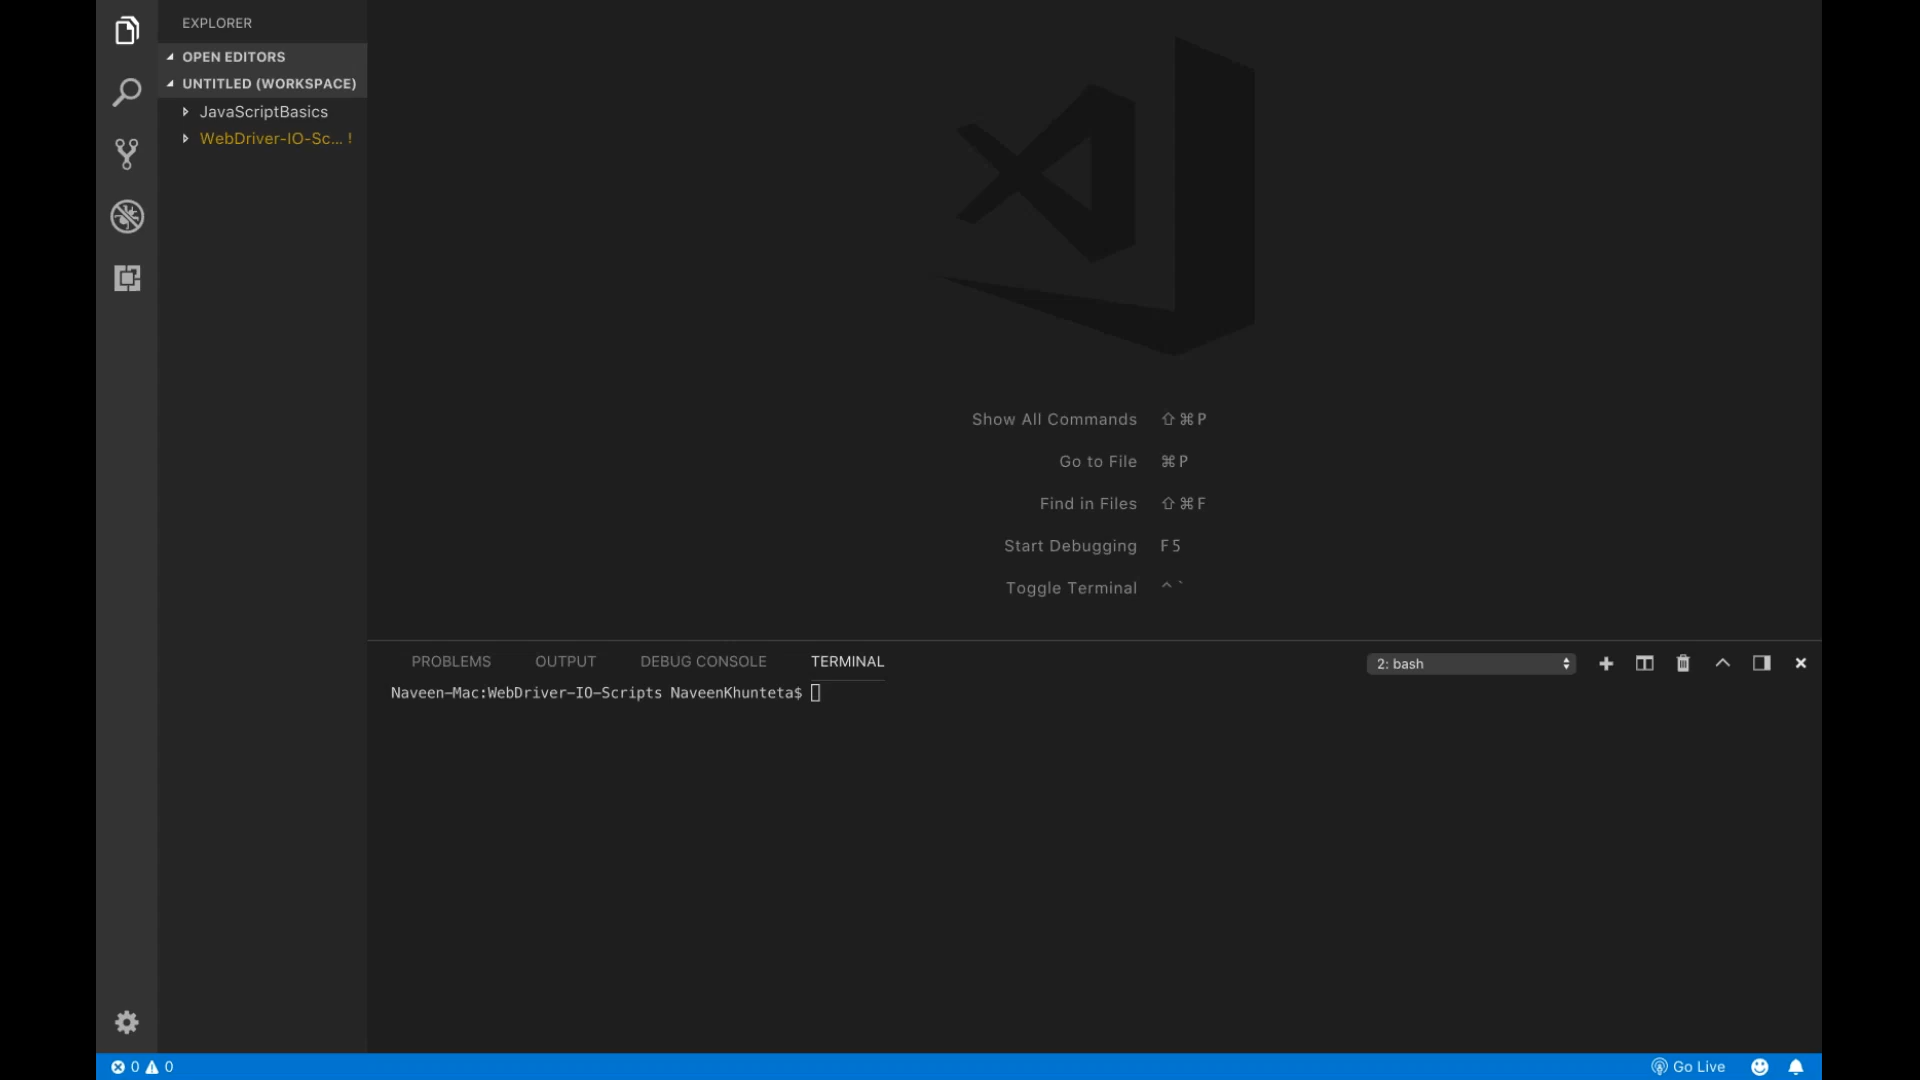 EXPLORER
OPEN EDITORS
UNTITLED (WORKSPACE)
JavaScriptBasics
WebDriver-IO-Sc... !
Show All Commands ⇧⌘P
Go to File ⌘P
Find in Files ⇧⌘F
Start Debugging F5
Toggle Terminal ^`
PROBLEMS OUTPUT DEBUG CONSOLE TERMINAL 2: bash
Naveen-Mac:WebDriver-IO-Scripts NaveenKhunteta$
0 0 Go Live